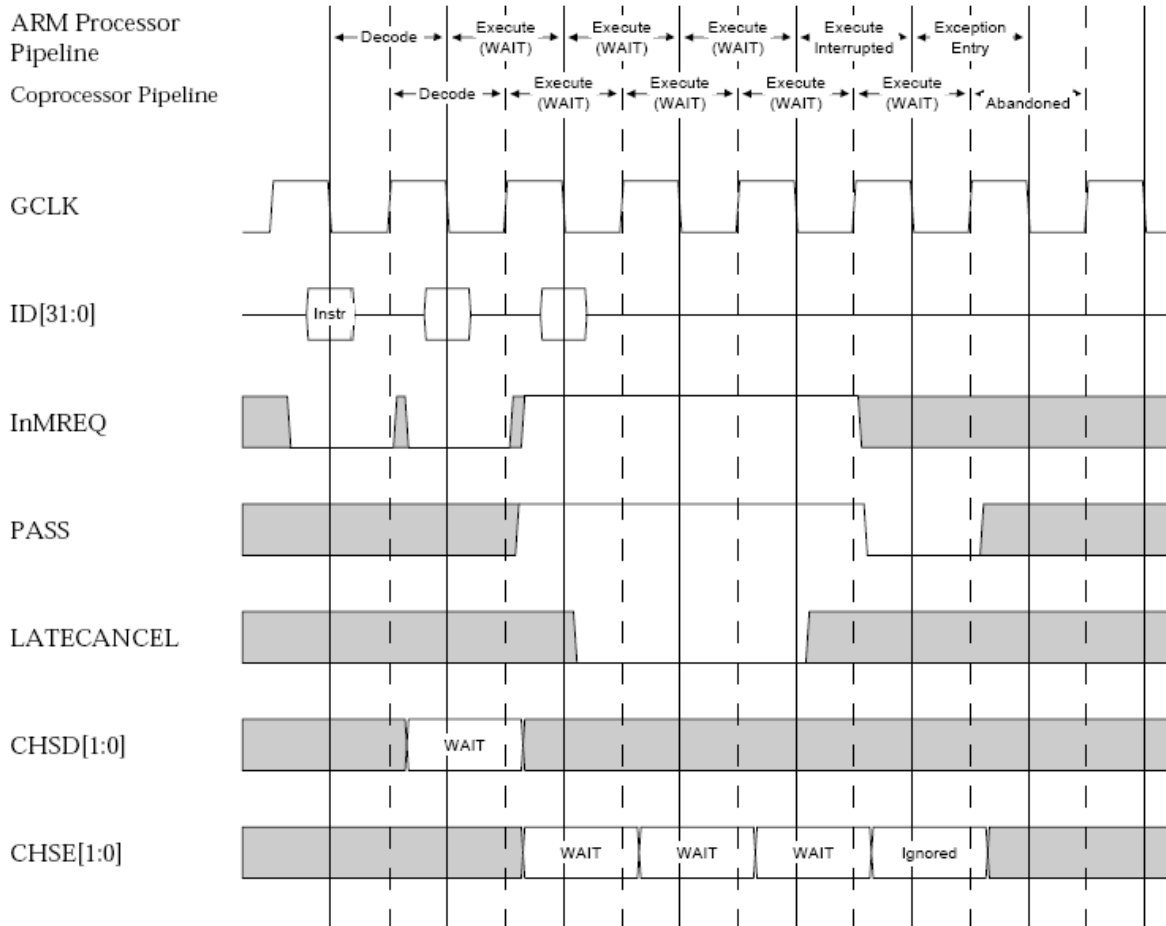 ARM Processor
Pipeline
Decode
Execute
(WAIT)
Execute
(WAIT)
Execute
(WAIT)
Execute
Interrupted
Exception
Entry
Coprocessor Pipeline
Decode
Execute
(WAIT)
Execute
(WAIT)
Execute
(WAIT)
Execute
(WAIT)
Abandoned
GCLK
ID[31:0]
Instr
InMREQ
PASS
LATECANCEL
CHSD[1:0]
WAIT
CHSE[1:0]
WAIT
WAIT
WAIT
Ignored